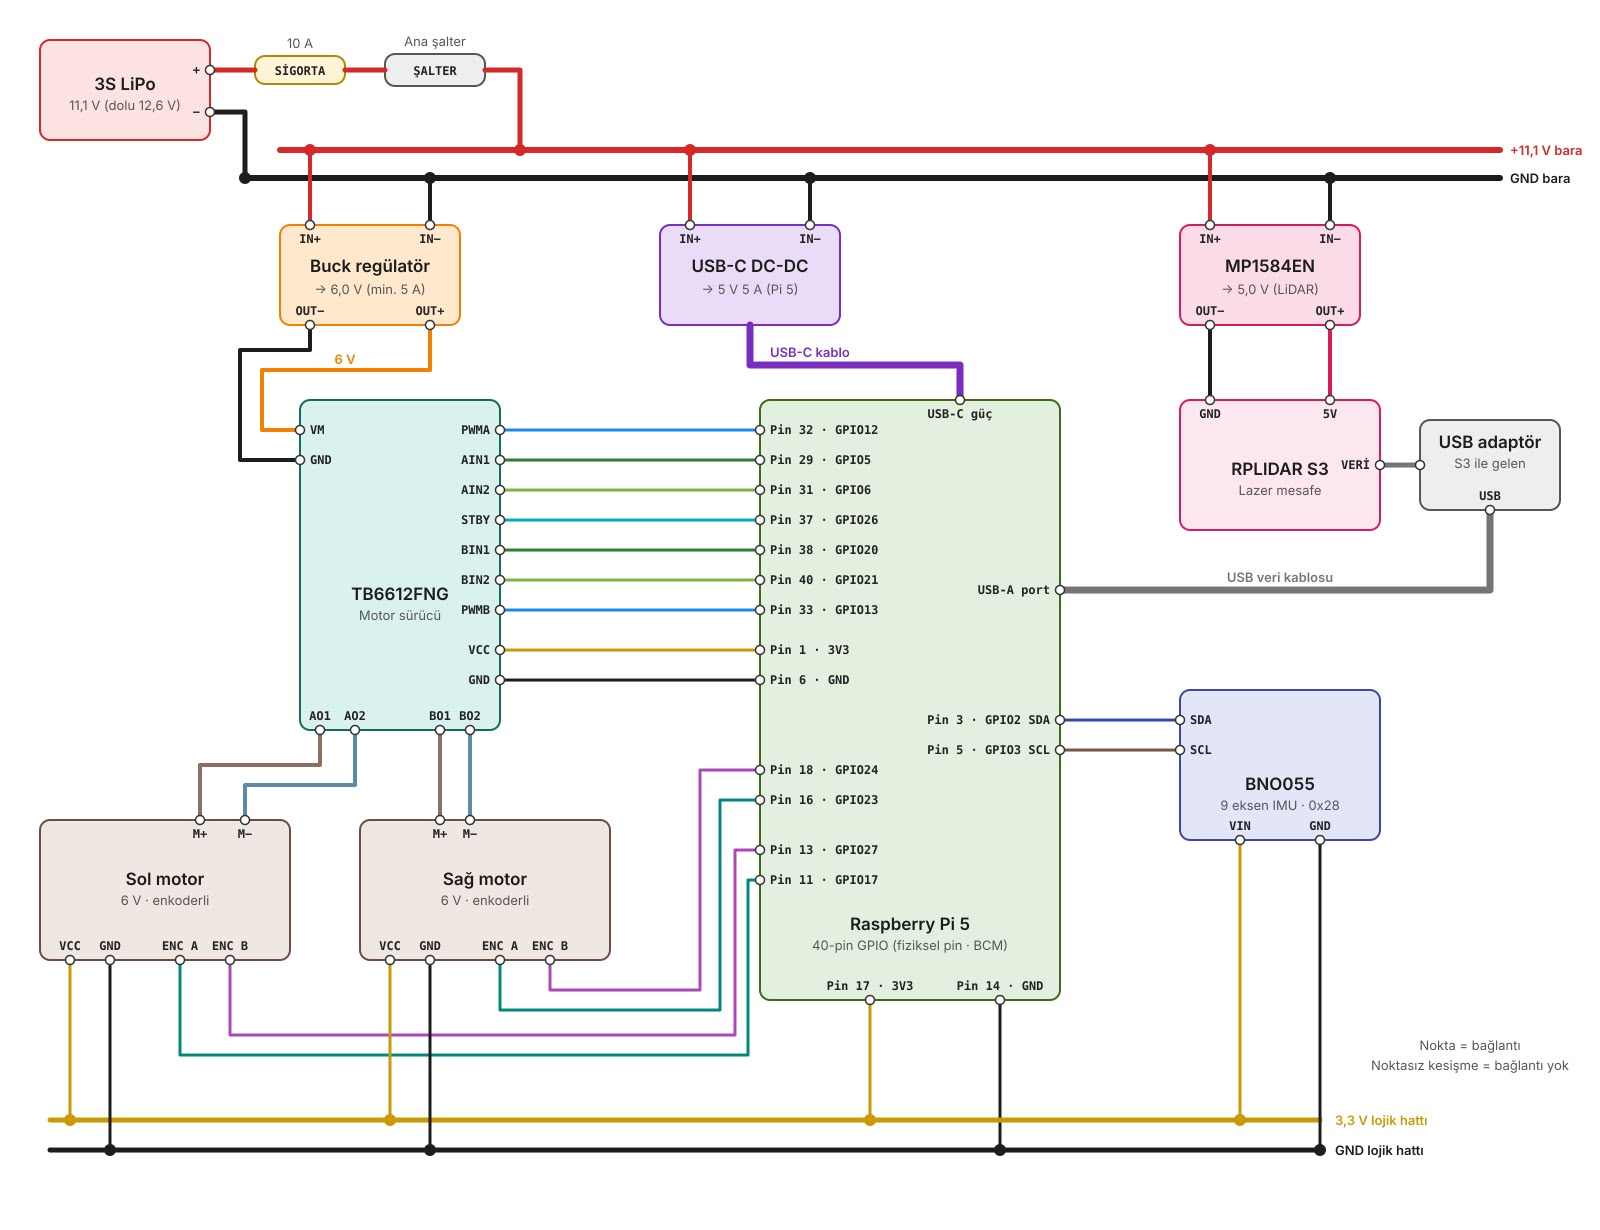 10 A
Ana şalter
3S LiPo
11,1 V (dolu 12,6 V)
+
−
SİGORTA
ŞALTER
+11,1 V bara
GND bara
IN+
IN−
Buck regülatör
→ 6,0 V (min. 5 A)
OUT−
OUT+
IN+
IN−
USB-C DC-DC
→ 5 V 5 A (Pi 5)
IN+
IN−
MP1584EN
→ 5,0 V (LiDAR)
OUT−
OUT+
6 V
USB-C kablo
VM
GND
PWMA
AIN1
AIN2
STBY
BIN1
BIN2
PWMB
VCC
GND
TB6612FNG
Motor sürücü
AO1
AO2
BO1
BO2
USB-C güç
Pin 32 · GPIO12
Pin 29 · GPIO5
Pin 31 · GPIO6
Pin 37 · GPIO26
Pin 38 · GPIO20
Pin 40 · GPIO21
Pin 33 · GPIO13
Pin 1 · 3V3
Pin 6 · GND
USB-A port
Pin 3 · GPIO2 SDA
Pin 5 · GPIO3 SCL
Pin 18 · GPIO24
Pin 16 · GPIO23
Pin 13 · GPIO27
Pin 11 · GPIO17
Raspberry Pi 5
40-pin GPIO (fiziksel pin · BCM)
Pin 17 · 3V3
Pin 14 · GND
GND
5V
RPLIDAR S3
Lazer mesafe
VERİ
USB adaptör
S3 ile gelen
USB
USB veri kablosu
SDA
SCL
BNO055
9 eksen IMU · 0x28
VIN
GND
M+
M−
Sol motor
6 V · enkoderli
VCC
GND
ENC A
ENC B
M+
M−
Sağ motor
6 V · enkoderli
VCC
GND
ENC A
ENC B
Nokta = bağlantı
Noktasız kesişme = bağlantı yok
3,3 V lojik hattı
GND lojik hattı